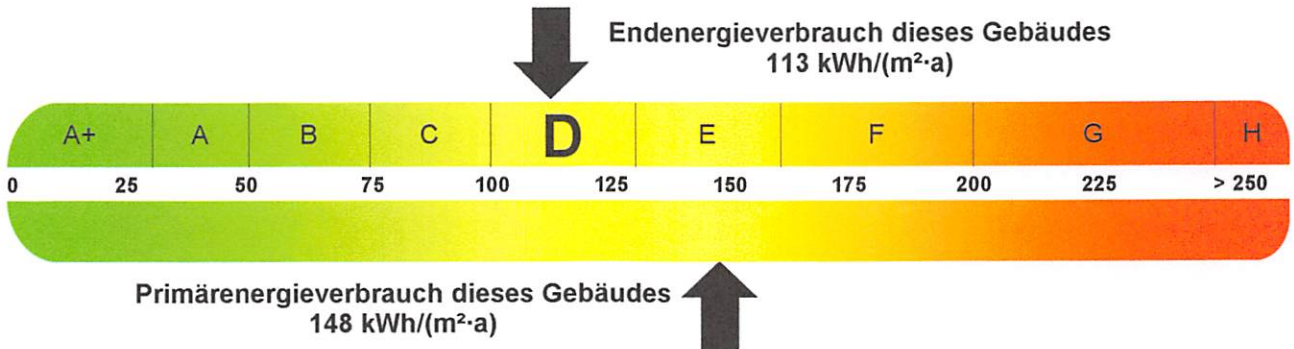 Endenergieverbrauch dieses Gebäudes
113 kWh/(m²·a)
A+ A B C D E F G H
0 25 50 75 100 125 150 175 200 225 > 250
Primärenergieverbrauch dieses Gebäudes
148 kWh/(m²·a)